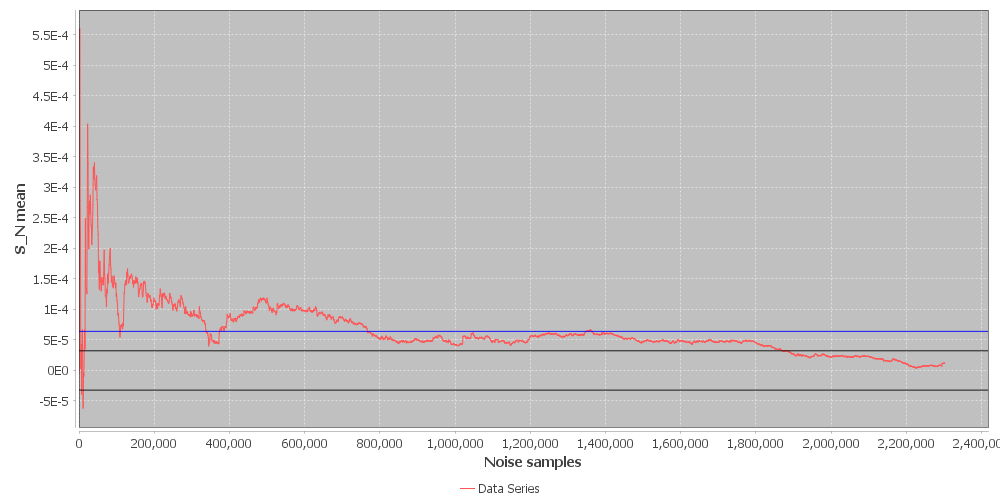 5.5E-4
5E-4
4.5E-4
4E-4
3.5E-4
3E-4
2.5E-4
2E-4
1.5E-4
1E-4
5E-5
0E0
-5E-5
S_N mean
0 200,000 400,000 600,000 800,000 1,000,000 1,200,000 1,400,000 1,600,000 1,800,000 2,000,000 2,200,000 2,400,0
Noise samples
Data Series